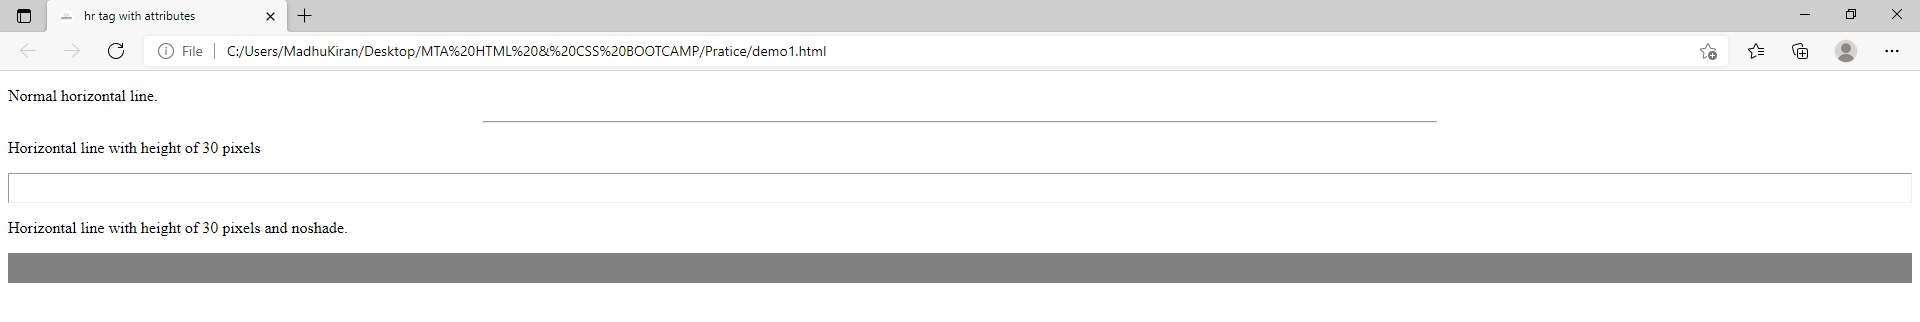 hr tag with attributes
File
C:/Users/MadhuKiran/Desktop/MTA%20HTML%20&%20CSS%20BOOTCAMP/Pratice/demo1.html
Normal horizontal line.
Horizontal line with height of 30 pixels
Horizontal line with height of 30 pixels and noshade.